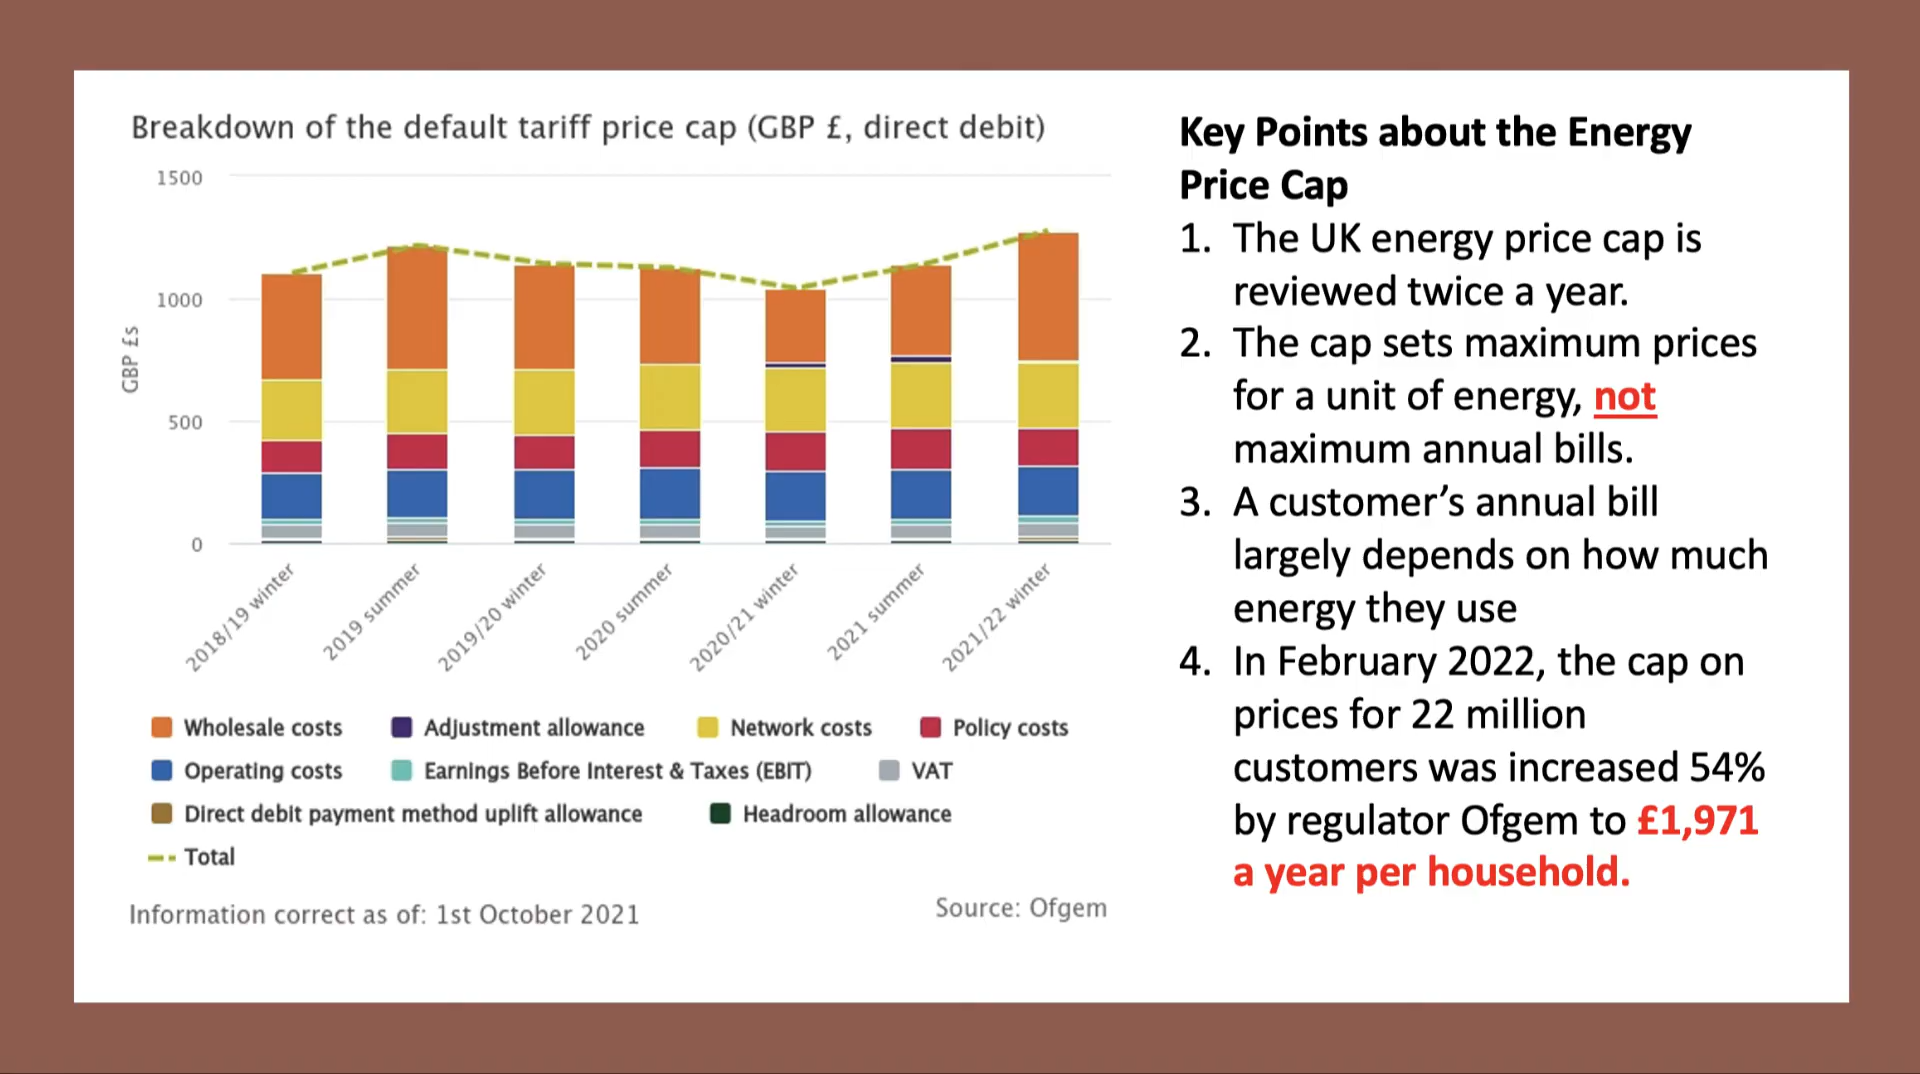 Breakdown of the default tariff price cap (GBP £, direct debit)
1500
1000
500
0
GBP £s
2018/19 winter
2019 summer
2019/20 winter
2020 summer
2020/21 winter
2021 summer
2021/22 winter
Wholesale costs Adjustment allowance Network costs Policy costs
Operating costs Earnings Before Interest & Taxes (EBIT) VAT
Direct debit payment method uplift allowance Headroom allowance
Total
Information correct as of: 1st October 2021
Source: Ofgem
Key Points about the Energy
Price Cap
1. The UK energy price cap is
reviewed twice a year.
2. The cap sets maximum prices
for a unit of energy, not
maximum annual bills.
3. A customer’s annual bill
largely depends on how much
energy they use
4. In February 2022, the cap on
prices for 22 million
customers was increased 54%
by regulator Ofgem to £1,971
a year per household.